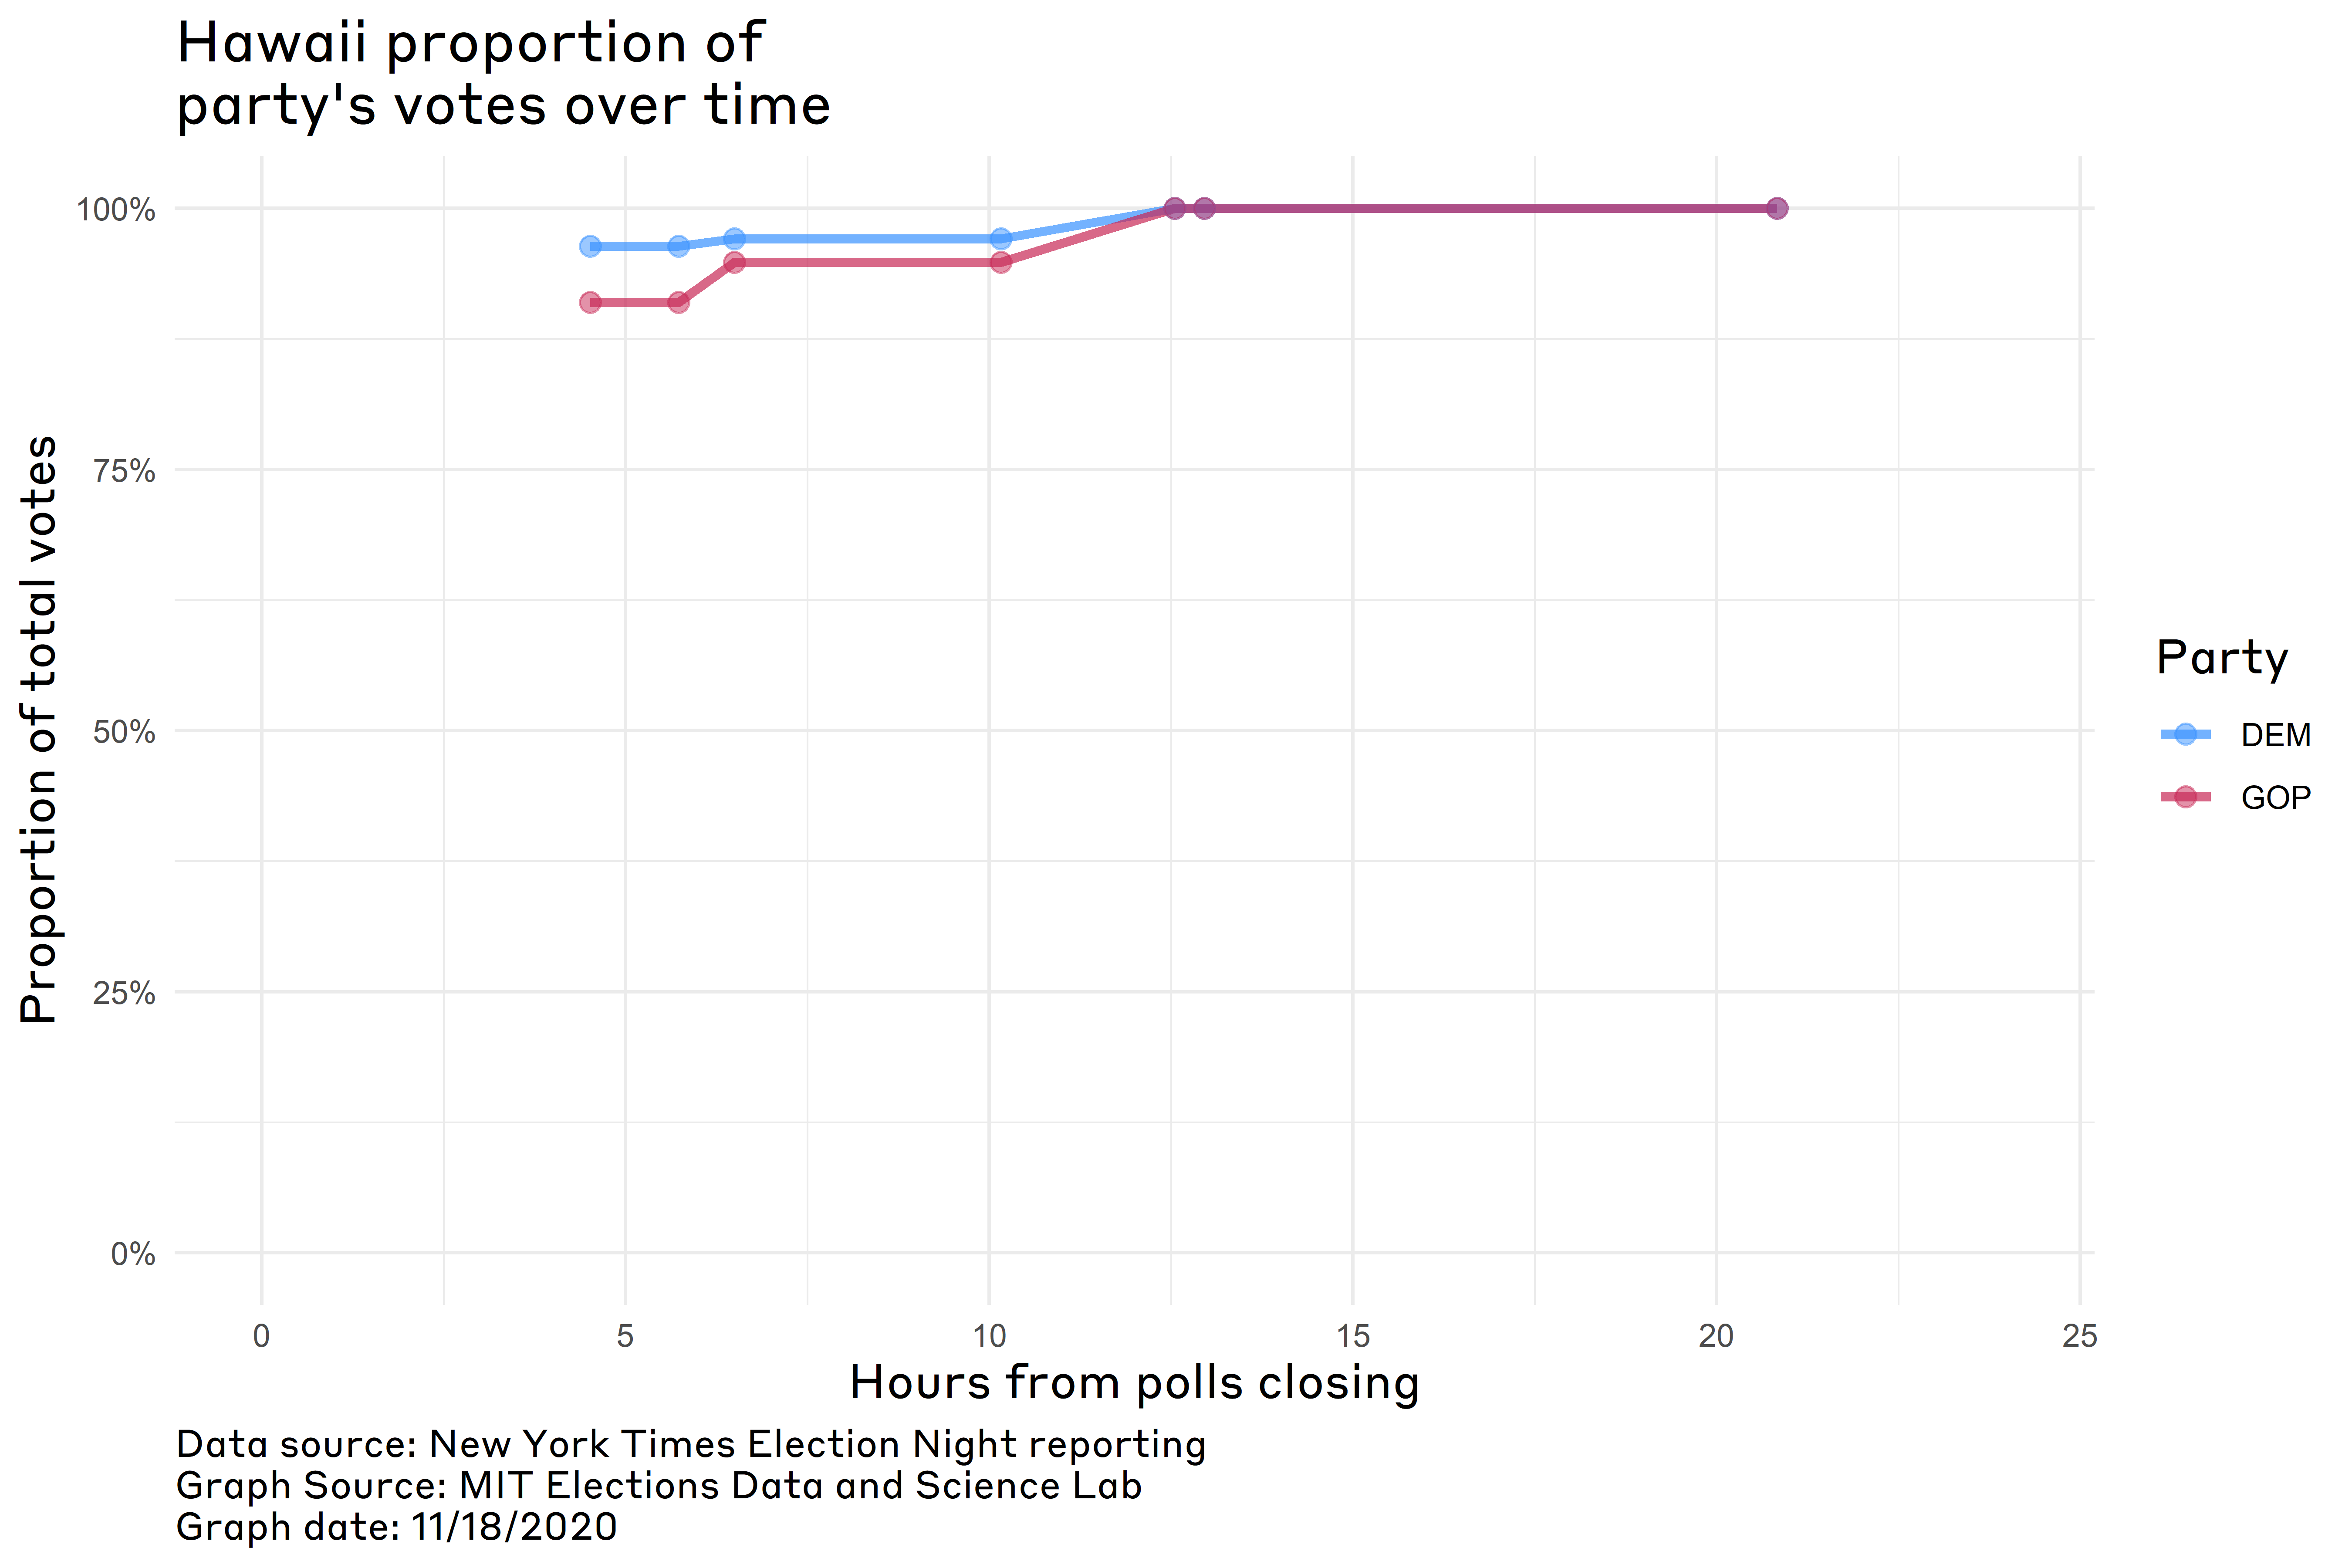 Hawaii proportion of
party's votes over time
Proportion of total votes
100%
75%
50%
25%
0%
0 5 10 15 20 25
Hours from polls closing
Party
DEM
GOP
Data source: New York Times Election Night reporting
Graph Source: MIT Elections Data and Science Lab
Graph date: 11/18/2020